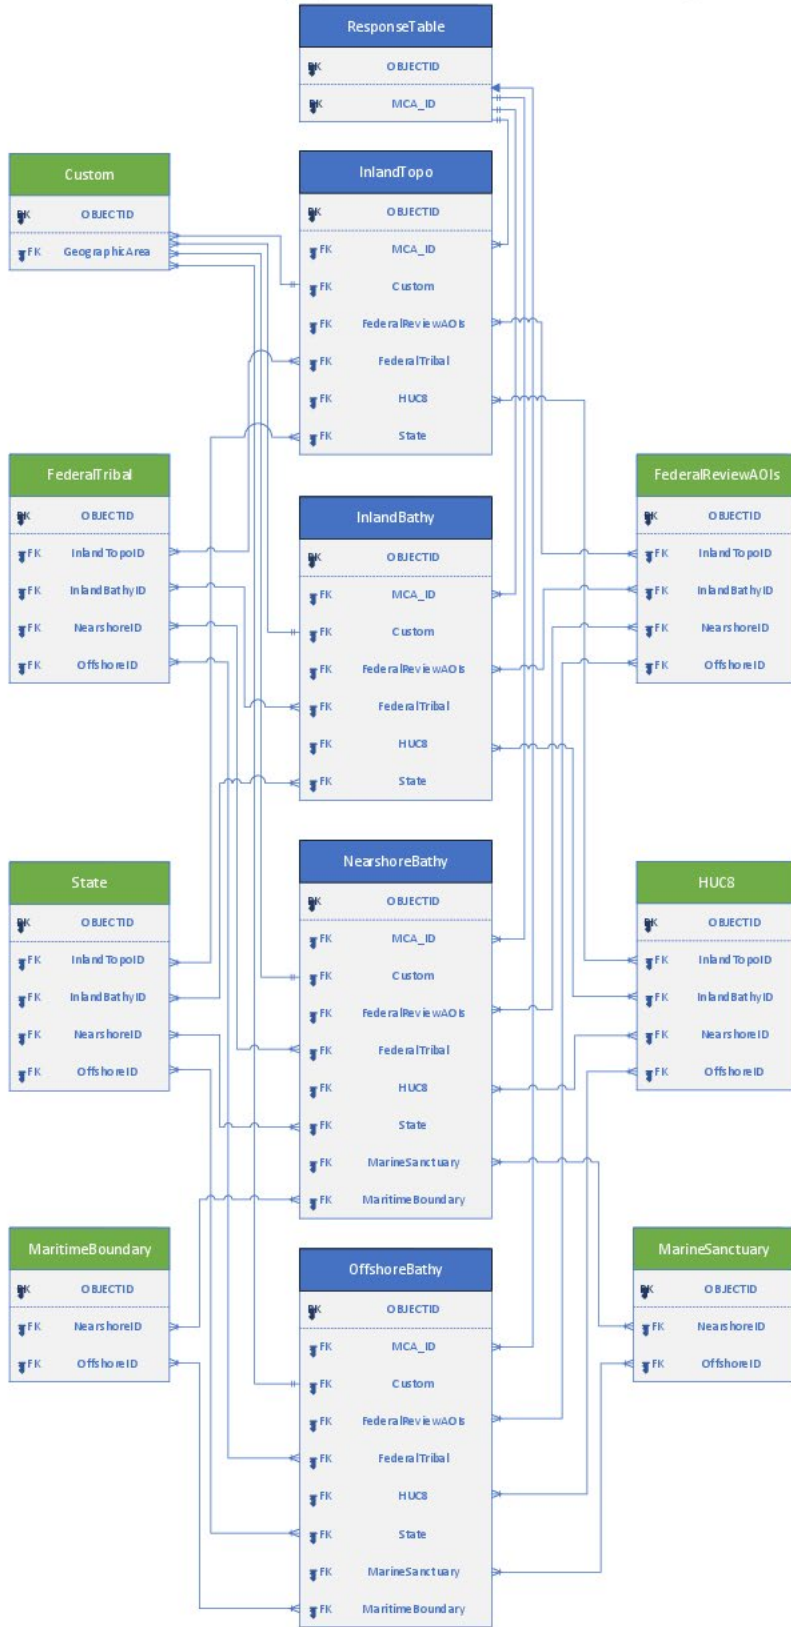 ResponseTable
PK OBJECTID
PK MCA_ID
Custom
PK OBJECTID
FK GeographicArea
InlandTopo
PK OBJECTID
FK MCA_ID
FK Custom
FK FederalReviewAOIs
FK FederalTribal
FK HUC8
FK State
FederalTribal
PK OBJECTID
FK InlandTopoID
FK InlandBathyID
FK NearshoreID
FK OffshoreID
InlandBathy
PK OBJECTID
FK MCA_ID
FK Custom
FK FederalReviewAOIs
FK FederalTribal
FK HUC8
FK State
FederalReviewAOIs
PK OBJECTID
FK InlandTopoID
FK InlandBathyID
FK NearshoreID
FK OffshoreID
State
PK OBJECTID
FK InlandTopoID
FK InlandBathyID
FK NearshoreID
FK OffshoreID
NearshoreBathy
PK OBJECTID
FK MCA_ID
FK Custom
FK FederalReviewAOIs
FK FederalTribal
FK HUC8
FK State
FK MarineSanctuary
FK MaritimeBoundary
HUC8
PK OBJECTID
FK InlandTopoID
FK InlandBathyID
FK NearshoreID
FK OffshoreID
MaritimeBoundary
PK OBJECTID
FK NearshoreID
FK OffshoreID
OffshoreBathy
PK OBJECTID
FK MCA_ID
FK Custom
FK FederalReviewAOIs
FK FederalTribal
FK HUC8
FK State
FK MarineSanctuary
FK MaritimeBoundary
MarineSanctuary
PK OBJECTID
FK NearshoreID
FK OffshoreID